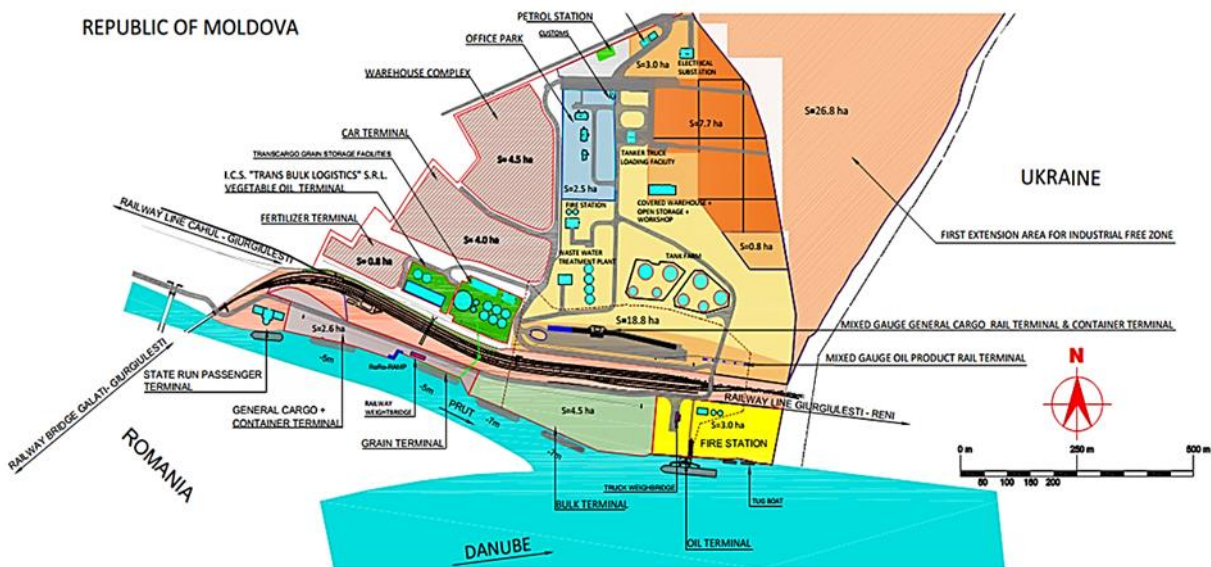 REPUBLIC OF MOLDOVA
PETROL STATION
CUSTOMS
OFFICE PARK
S=3.0 ha
ELECTRICAL
SUBSTATION
WAREHOUSE COMPLEX
S=26.8 ha
S=7.7 ha
CAR TERMINAL
TRANSCARGO GRAIN STORAGE FACILITIES
S= 4.5 ha
TANKER TRUCK
LOADING FACILITY
I.C.S. "TRANS BULK LOGISTICS" S.R.L.
VEGETABLE OIL TERMINAL
S=2.5 ha
UKRAINE
FIRE STATION
COVERED WAREHOUSE +
OPEN STORAGE +
WORKSHOP
FERTILIZER TERMINAL
RAILWAY LINE CAHUL - GIURGIULESTI
S= 4.0 ha
FIRST EXTENSION AREA FOR INDUSTRIAL FREE ZONE
S=0.8 ha
WASTE WATER
TREATMENT PLANT
TANK FARM
S= 0.8 ha
S=18.8 ha
MIXED GAUGE GENERAL CARGO RAIL TERMINAL & CONTAINER TERMINAL
S=2.6 ha
MIXED GAUGE OIL PRODUCT RAIL TERMINAL
-5m
RoRo-RAMP
STATE RUN PASSENGER
TERMINAL
RAILWAY
WEIGHBRIDGE
-5m
RAILWAY LINE GIURGIULESTI - RENI
N
RAILWAY BRIDGE GALATI- GIURGIULESTI
GENERAL CARGO +
CONTAINER TERMINAL
PRUT
-7m
S=4.5 ha
S=3.0 ha
FIRE STATION
GRAIN TERMINAL
-7m
ROMANIA
0 m
250 m
500 m
50
100
150
200
TRUCK WEIGHBRIDGE
TUG BOAT
BULK TERMINAL
OIL TERMINAL
DANUBE